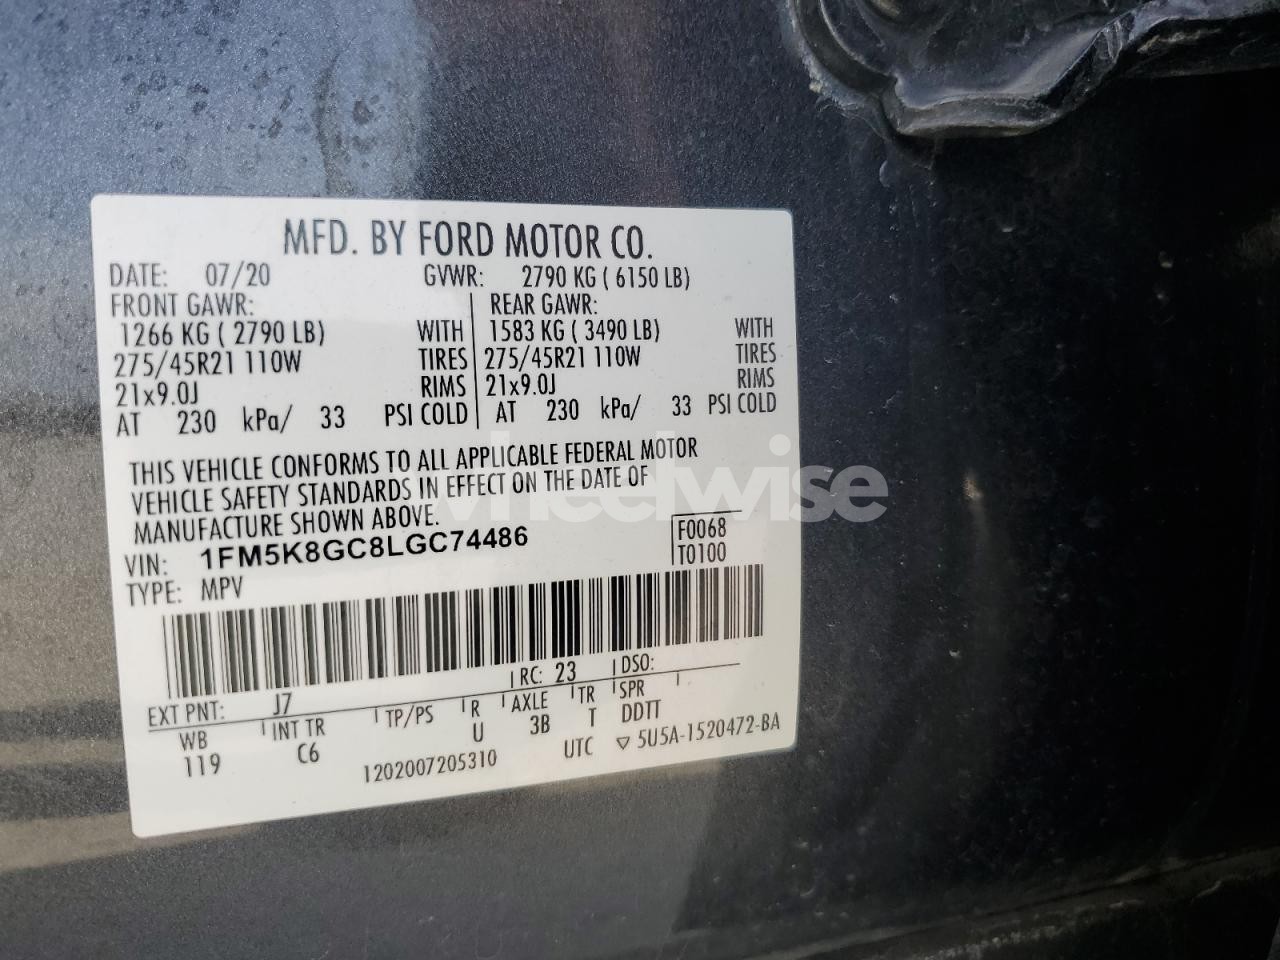 MFD. BY FORD MOTOR CO.
DATE: 07/20 GVWR: 2790 KG ( 6150 LB)
FRONT GAWR: REAR GAWR:
1266 KG ( 2790 LB) WITH 1583 KG ( 3490 LB) WITH
275/45R21 110W TIRES 275/45R21 110W TIRES
21x9.0J RIMS 21x9.0J RIMS
AT 230 kPa/ 33 PSI COLD AT 230 kPa/ 33 PSI COLD
THIS VEHICLE CONFORMS TO ALL APPLICABLE FEDERAL MOTOR
VEHICLE SAFETY STANDARDS IN EFFECT ON THE DATE OF
MANUFACTURE SHOWN ABOVE.
wheelwise
VIN: 1FM5K8GC8LGC74486 F0068
TYPE: MPV T0100
EXT PNT: J7 RC: 23 DSO:
WB INT TR TP/PS R AXLE TR SPR
119 C6 U 3B T DDTT
1202007205310 UTC ▽ 5U5A-1520472-BA